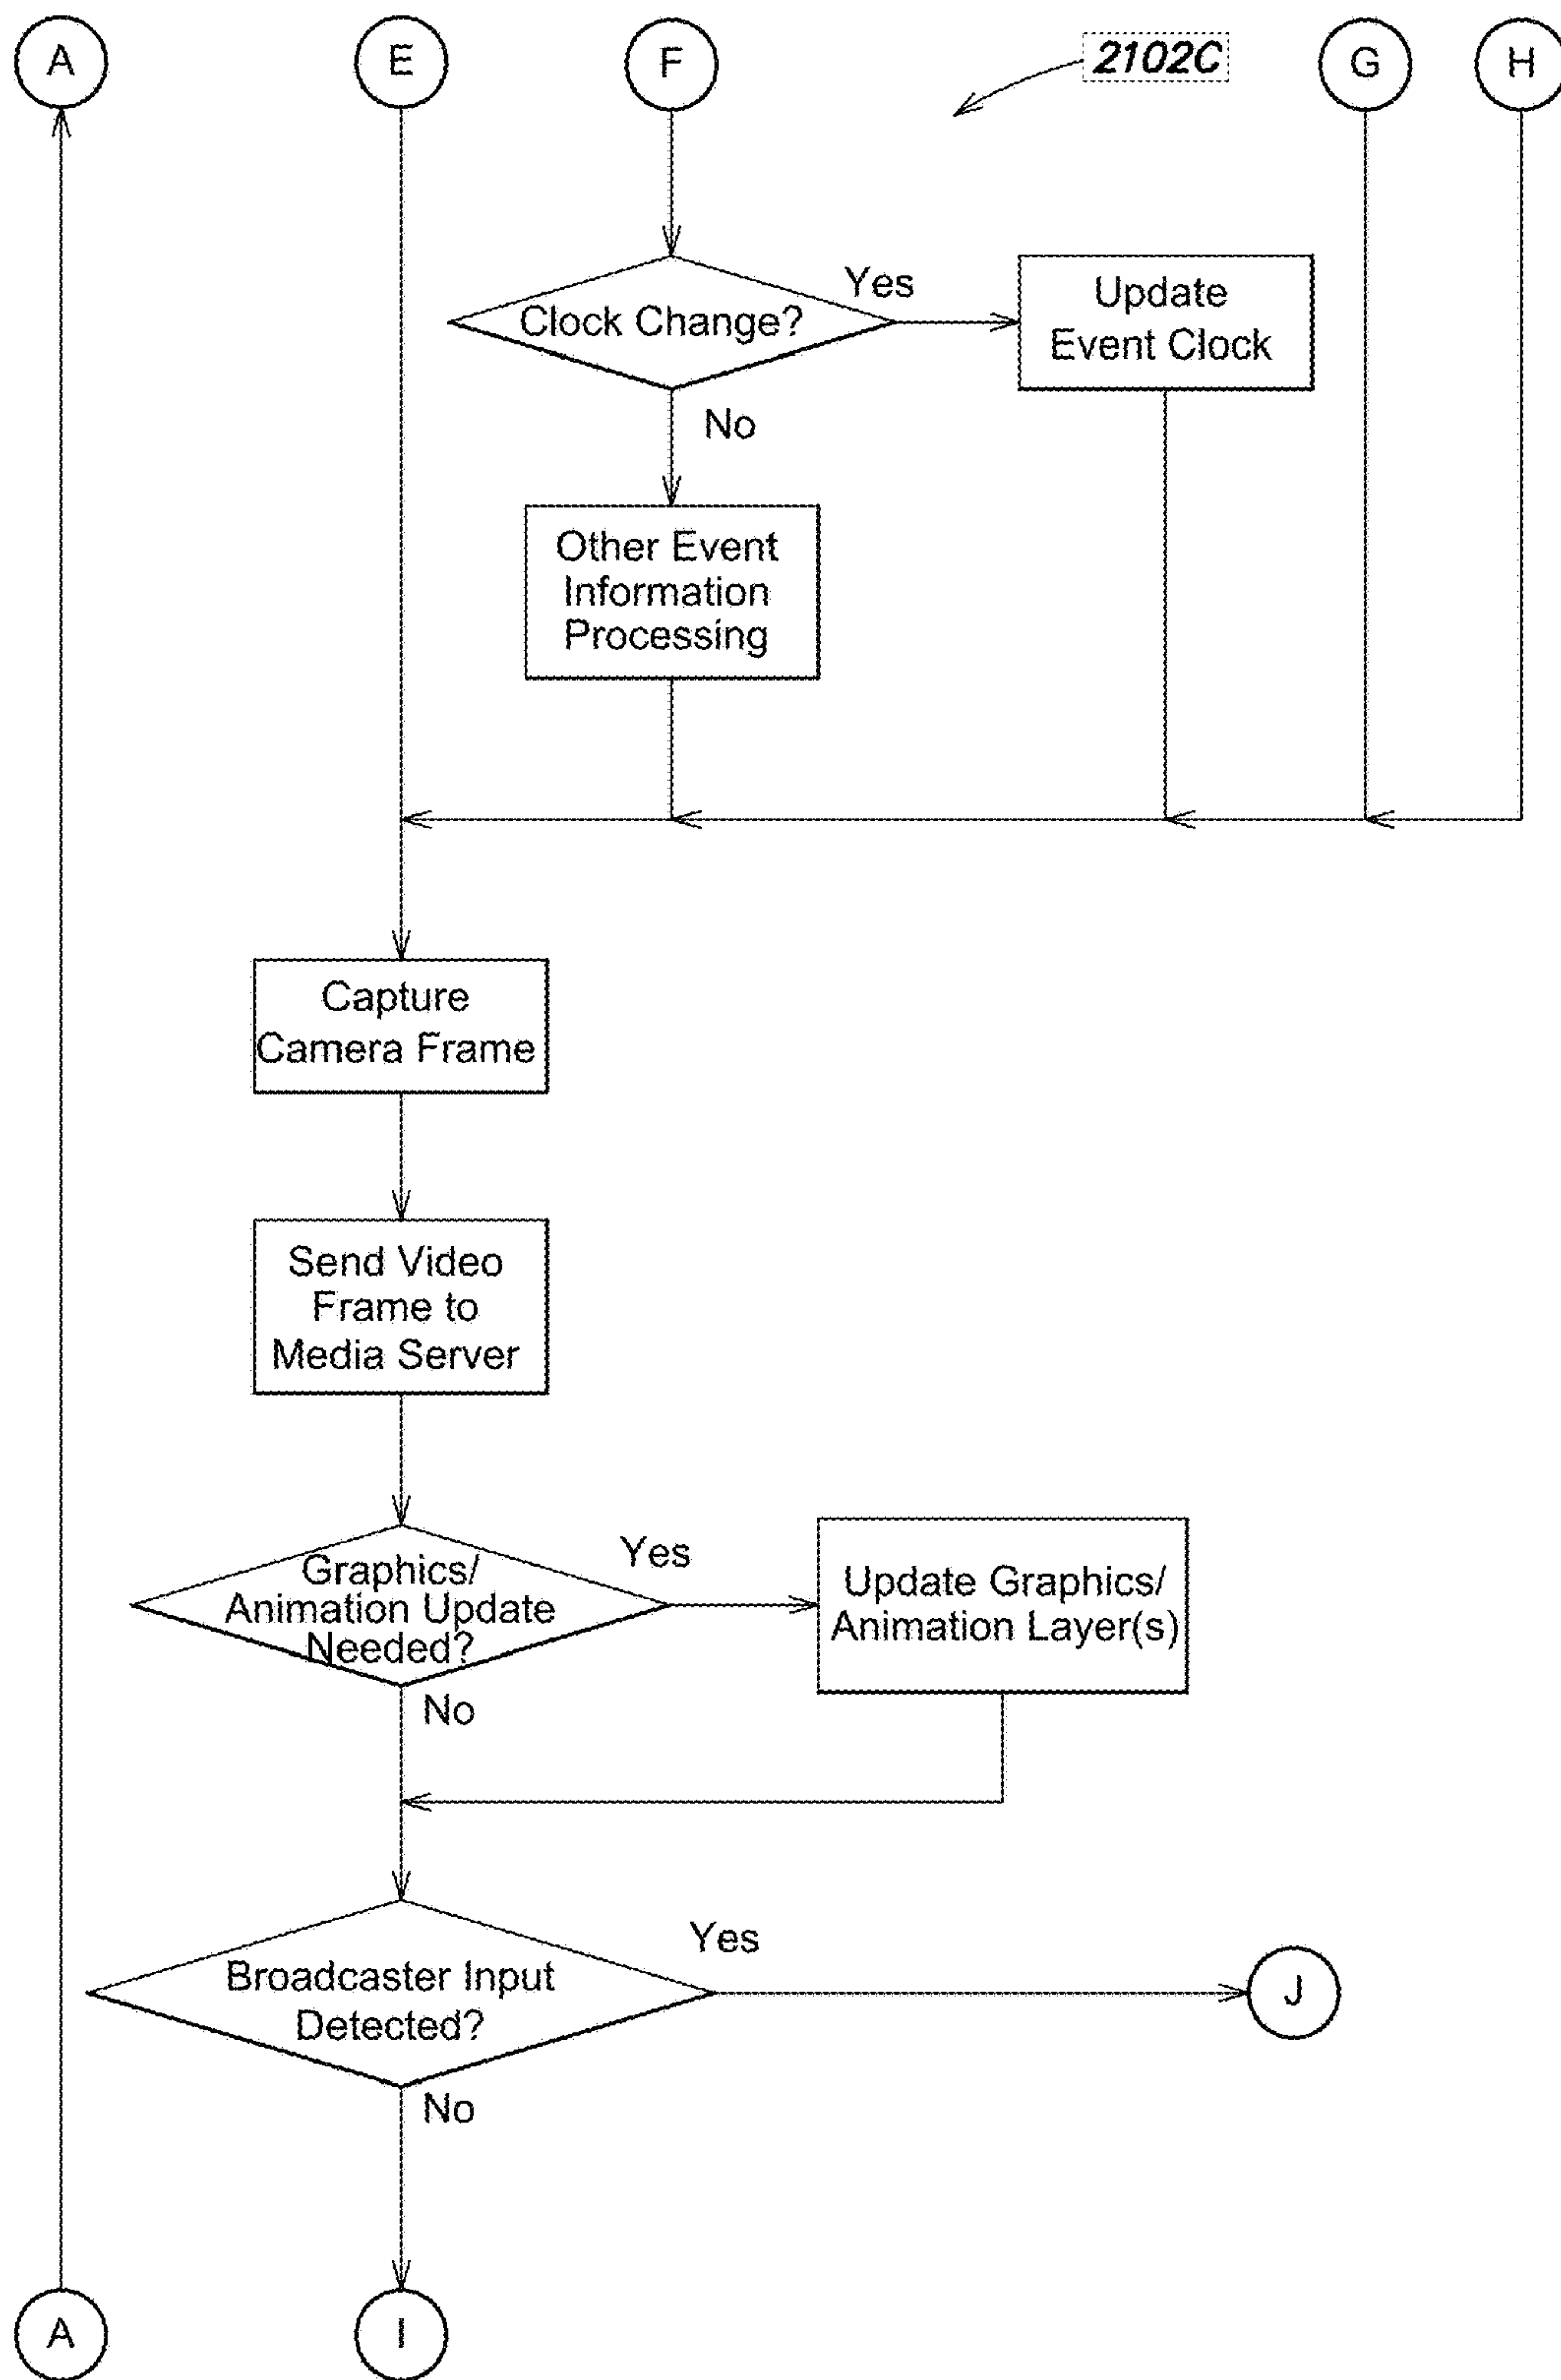 A
E
F
2102C
G
H
Clock Change?
Yes
Update
Event Clock
No
Other Event
Information
Processing
Capture
Camera Frame
Send Video
Frame to
Media Server
Graphics/
Animation Update
Needed?
Yes
Update Graphics/
Animation Layer(s)
No
Broadcaster Input
Detected?
Yes
J
No
A
I